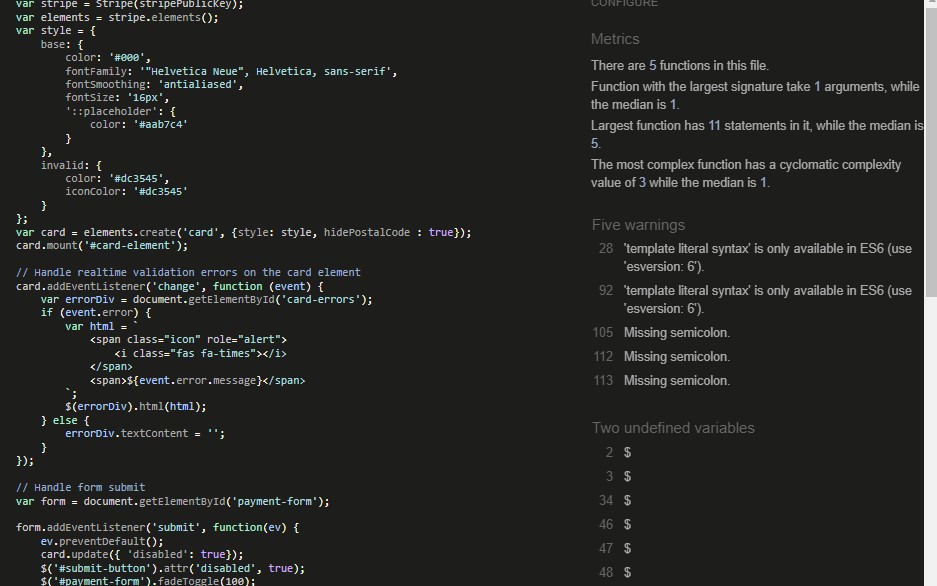 var stripe = Stripe(stripePublicKey);
var elements = stripe.elements();
var style = {
    base: {
        color: '#000',
        fontFamily: '"Helvetica Neue", Helvetica, sans-serif',
        fontSmoothing: 'antialiased',
        fontSize: '16px',
        '::placeholder': {
            color: '#aab7c4'
        }
    },
    invalid: {
        color: '#dc3545',
        iconColor: '#dc3545'
    }
};
var card = elements.create('card', {style: style, hidePostalCode : true});
card.mount('#card-element');

// Handle realtime validation errors on the card element
card.addEventListener('change', function (event) {
    var errorDiv = document.getElementById('card-errors');
    if (event.error) {
        var html = `
            <span class="icon" role="alert">
                <i class="fas fa-times"></i>
            </span>
            <span>${event.error.message}</span>
        `;
        $(errorDiv).html(html);
    } else {
        errorDiv.textContent = '';
    }
});

// Handle form submit
var form = document.getElementById('payment-form');

form.addEventListener('submit', function(ev) {
    ev.preventDefault();
    card.update({ 'disabled': true});
    $('#submit-button').attr('disabled', true);
    $('#payment-form').fadeToggle(100);
CONFIGURE
Metrics
There are 5 functions in this file.
Function with the largest signature take 1 arguments, while
the median is 1.
Largest function has 11 statements in it, while the median is
5.
The most complex function has a cyclomatic complexity
value of 3 while the median is 1.
Five warnings
28 'template literal syntax' is only available in ES6 (use
'esversion: 6').
92 'template literal syntax' is only available in ES6 (use
'esversion: 6').
105 Missing semicolon.
112 Missing semicolon.
113 Missing semicolon.
Two undefined variables
2 $
3 $
34 $
46 $
47 $
48 $